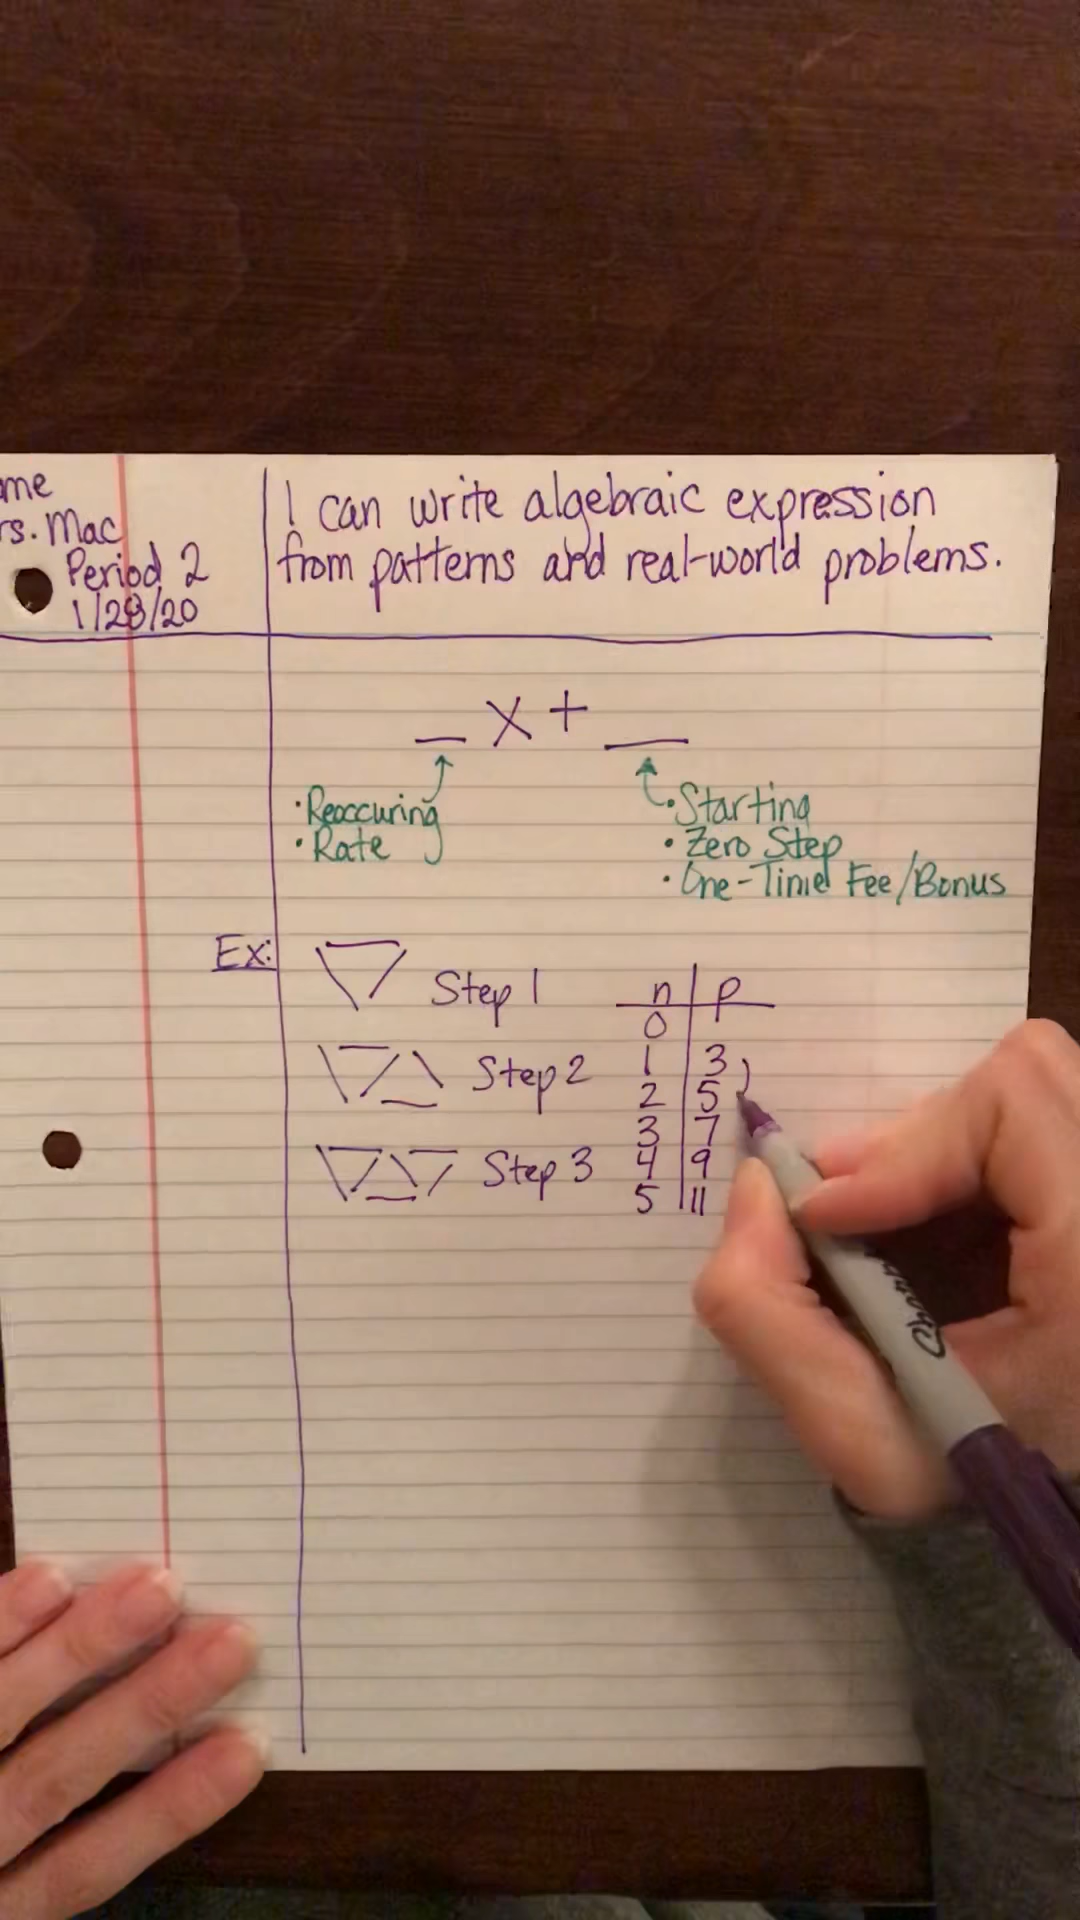 me
rs. Mac
Period 2
1/28/20
I can write algebraic expression
from patterns and real-world problems.
_ x + _
• Reoccuring
• Rate
• Starting
• Zero Step
• One-Time Fee/Bonus
Ex:
Step 1
Step 2
Step 3
n p
0
1 3
2 5
3 7
4 9
5 11
Sharpie